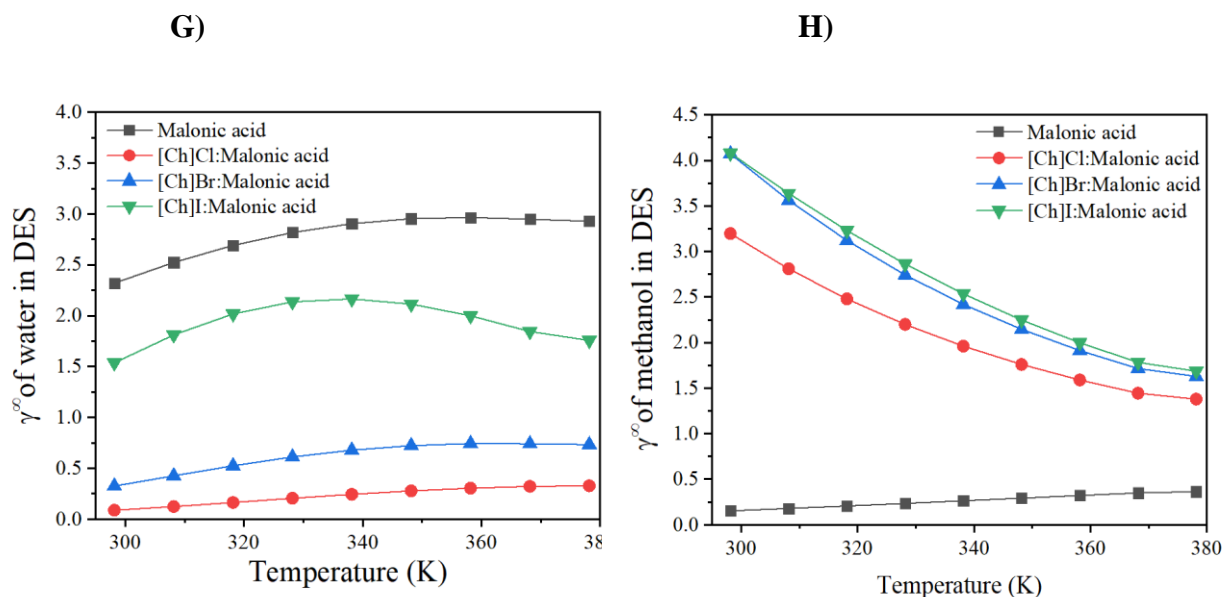 G)
H)
4.0
3.5
3.0
2.5
2.0
1.5
1.0
0.5
0.0
γ∞ of water in DES
Malonic acid
[Ch]Cl:Malonic acid
[Ch]Br:Malonic acid
[Ch]I:Malonic acid
300
320
340
360
38
Temperature (K)
4.5
4.0
3.5
3.0
2.5
2.0
1.5
1.0
0.5
0.0
γ∞ of methanol in DES
Malonic acid
[Ch]Cl:Malonic acid
[Ch]Br:Malonic acid
[Ch]I:Malonic acid
300
320
340
360
380
Temperature (K)